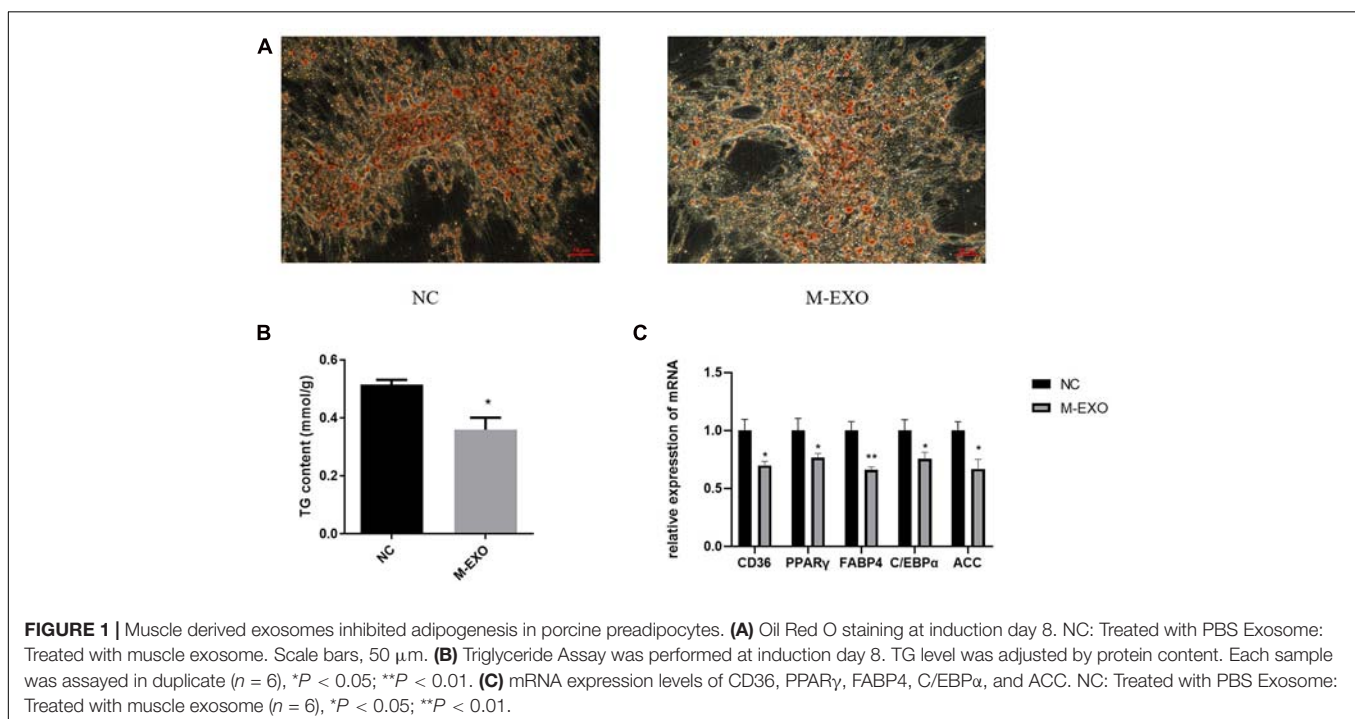 A
NC
M-EXO
B
0.6
0.4
0.2
0.0
TG content (mmol/g)
NC
M-EXO
C
1.5
1.0
0.5
0.0
relative expresstion of mRNA
*
* * ** * *
CD36 PPARγ FABP4 C/EBPα ACC
NC
M-EXO
FIGURE 1 | Muscle derived exosomes inhibited adipogenesis in porcine preadipocytes. (A) Oil Red O staining at induction day 8. NC: Treated with PBS Exosome:
Treated with muscle exosome. Scale bars, 50 μm. (B) Triglyceride Assay was performed at induction day 8. TG level was adjusted by protein content. Each sample
was assayed in duplicate (n = 6), *P < 0.05; **P < 0.01. (C) mRNA expression levels of CD36, PPARγ, FABP4, C/EBPα, and ACC. NC: Treated with PBS Exosome:
Treated with muscle exosome (n = 6), *P < 0.05; **P < 0.01.